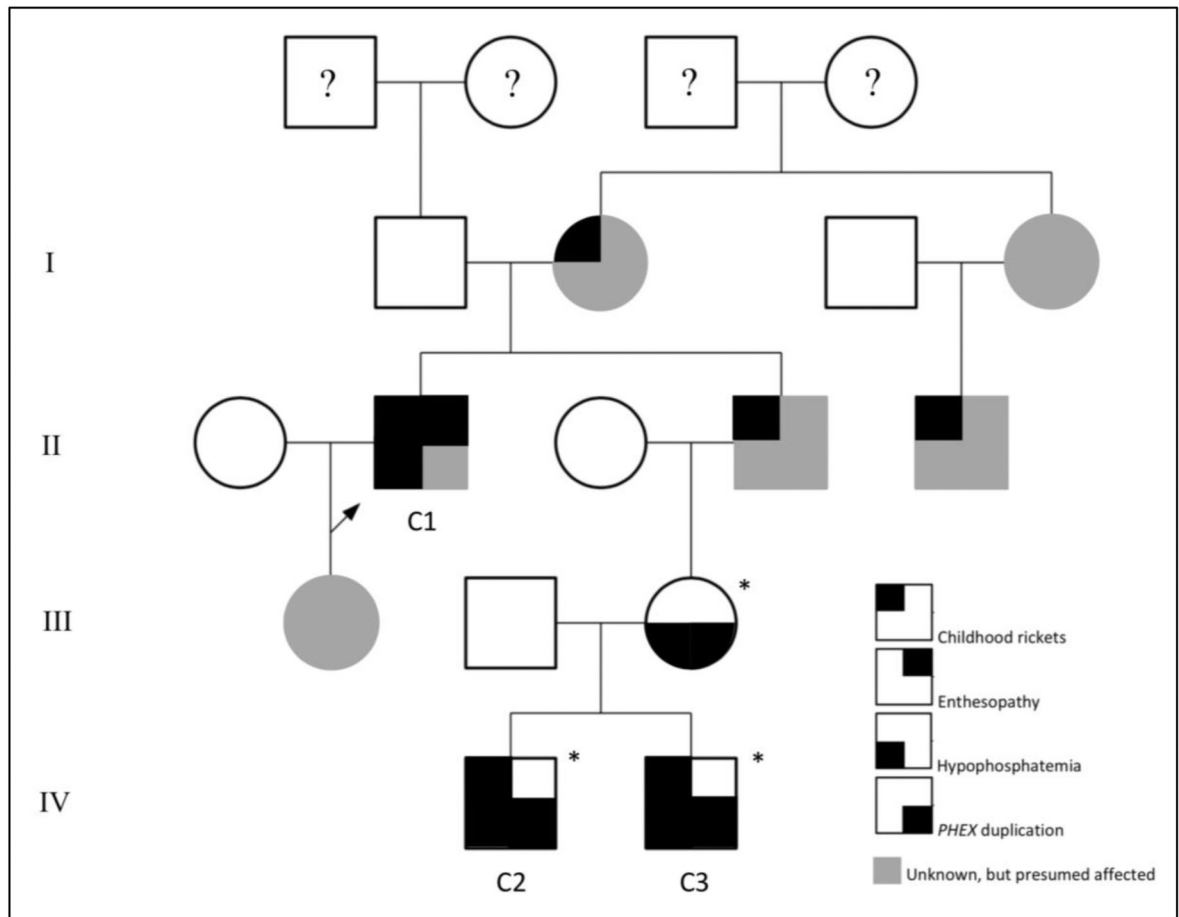 ? ? ? ?
I
II
C1
*
III
Childhood rickets
Enthesopathy
* *
Hypophosphatemia
IV
PHEX duplication
Unknown, but presumed affected
C2 C3